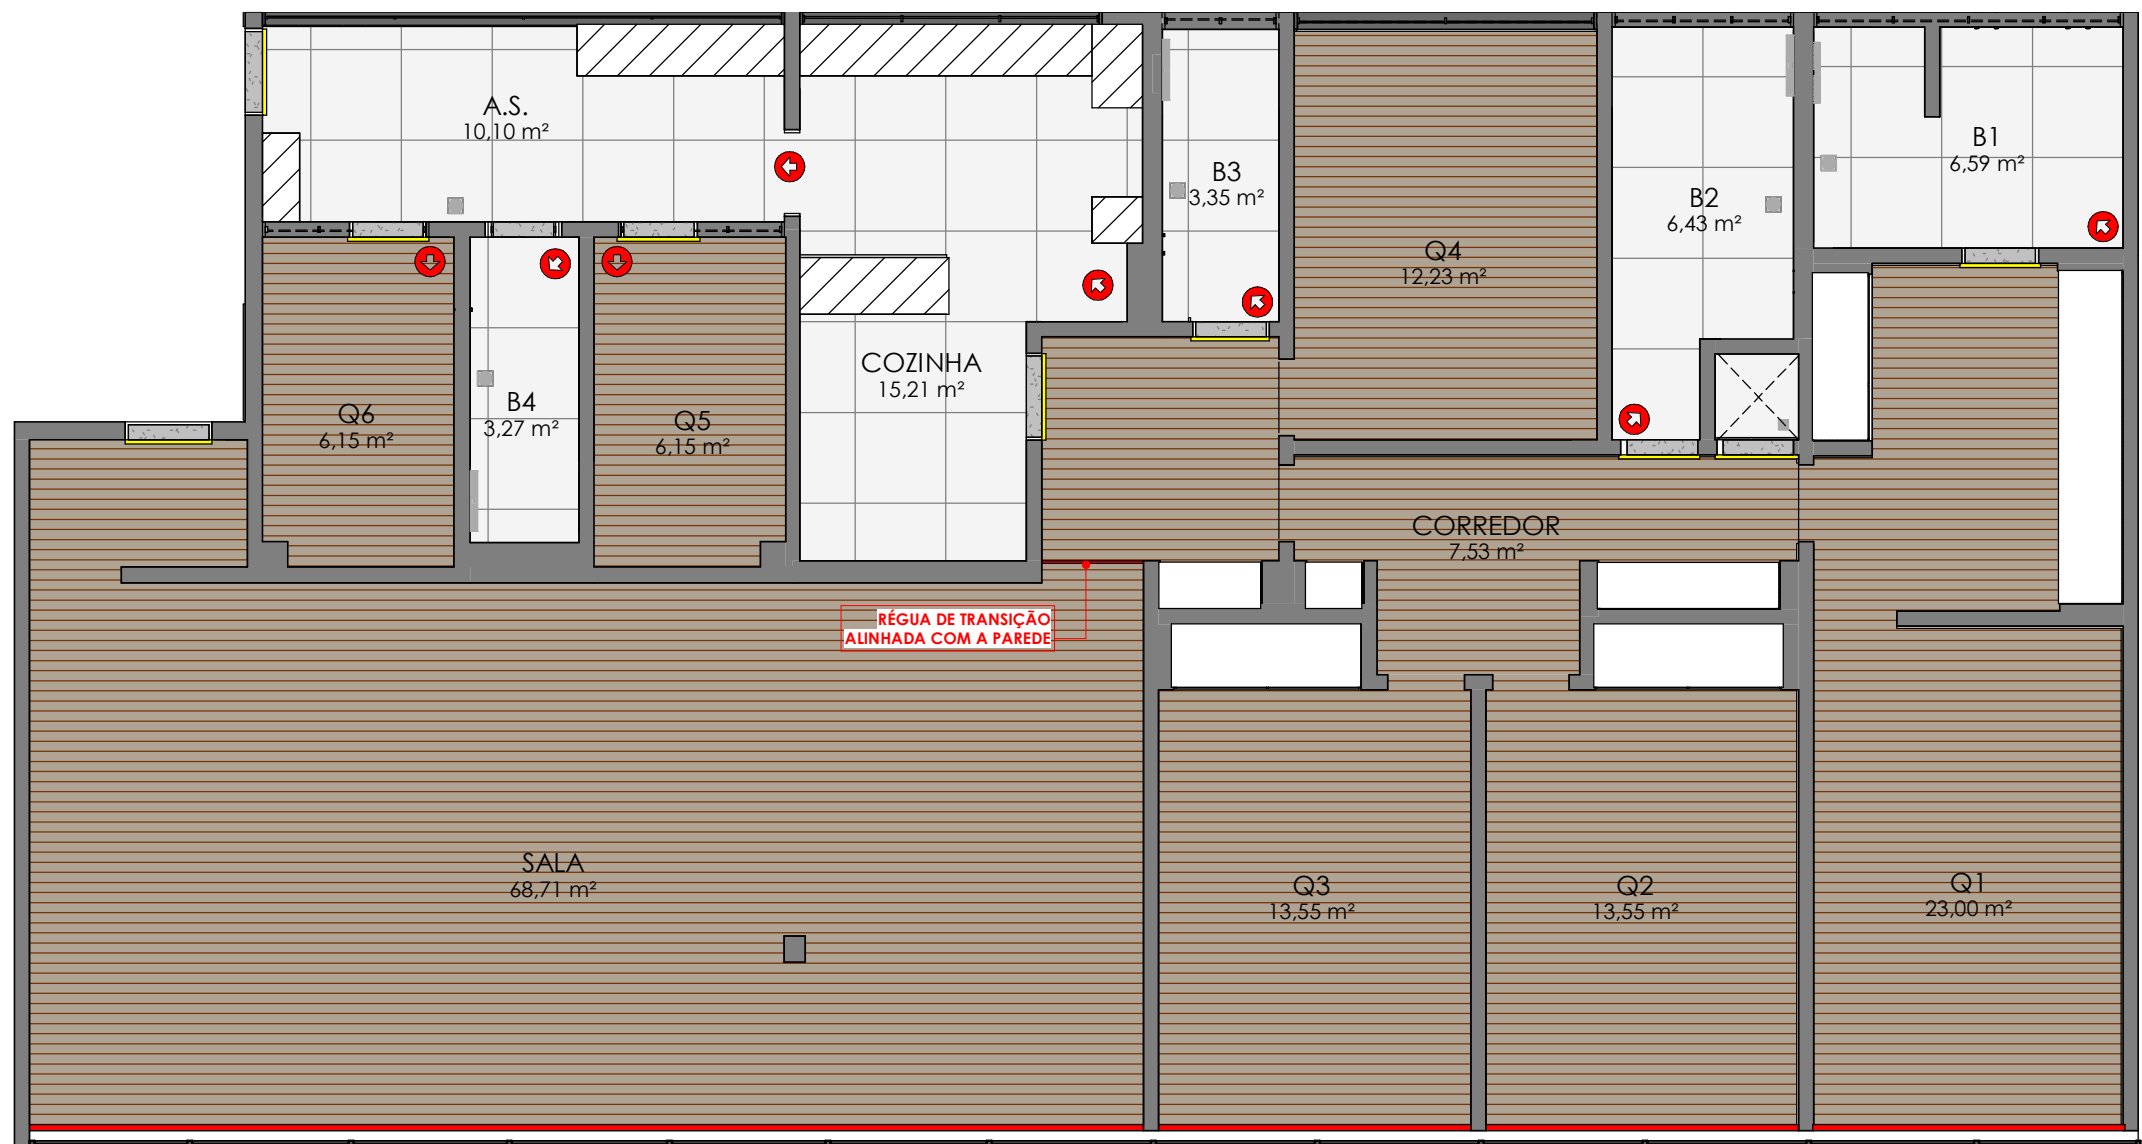 A.S.
10,10 m²
B3
3,35 m²
Q4
12,23 m²
B2
6,43 m²
B1
6,59 m²
Q6
6,15 m²
B4
3,27 m²
Q5
6,15 m²
COZINHA
15,21 m²
CORREDOR
7,53 m²
RÉGUA DE TRANSIÇÃO
ALINHADA COM A PAREDE
SALA
68,71 m²
Q3
13,55 m²
Q2
13,55 m²
Q1
23,00 m²